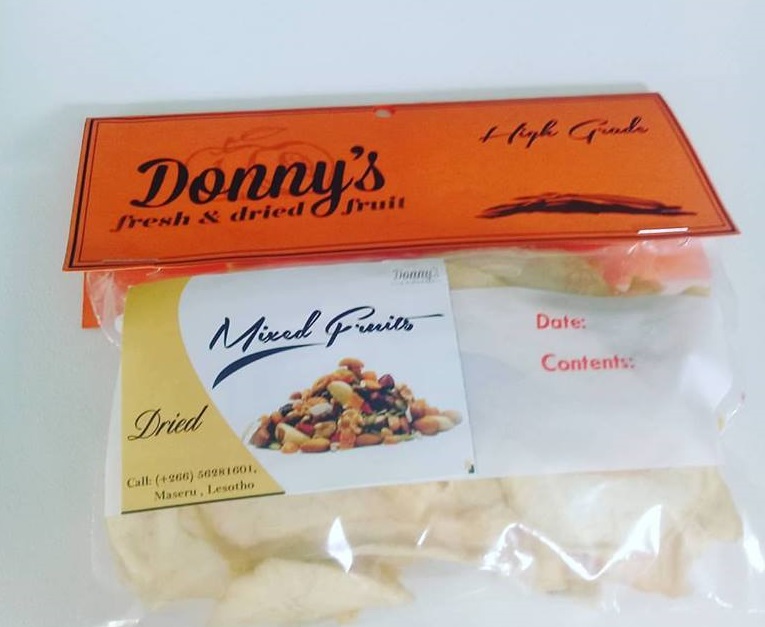 High Grade
Donny's
fresh & dried fruit
Donny's
Mixed Fruits
Date:
Contents:
Dried
Call: (+266) 56281601,
Maseru , Lesotho